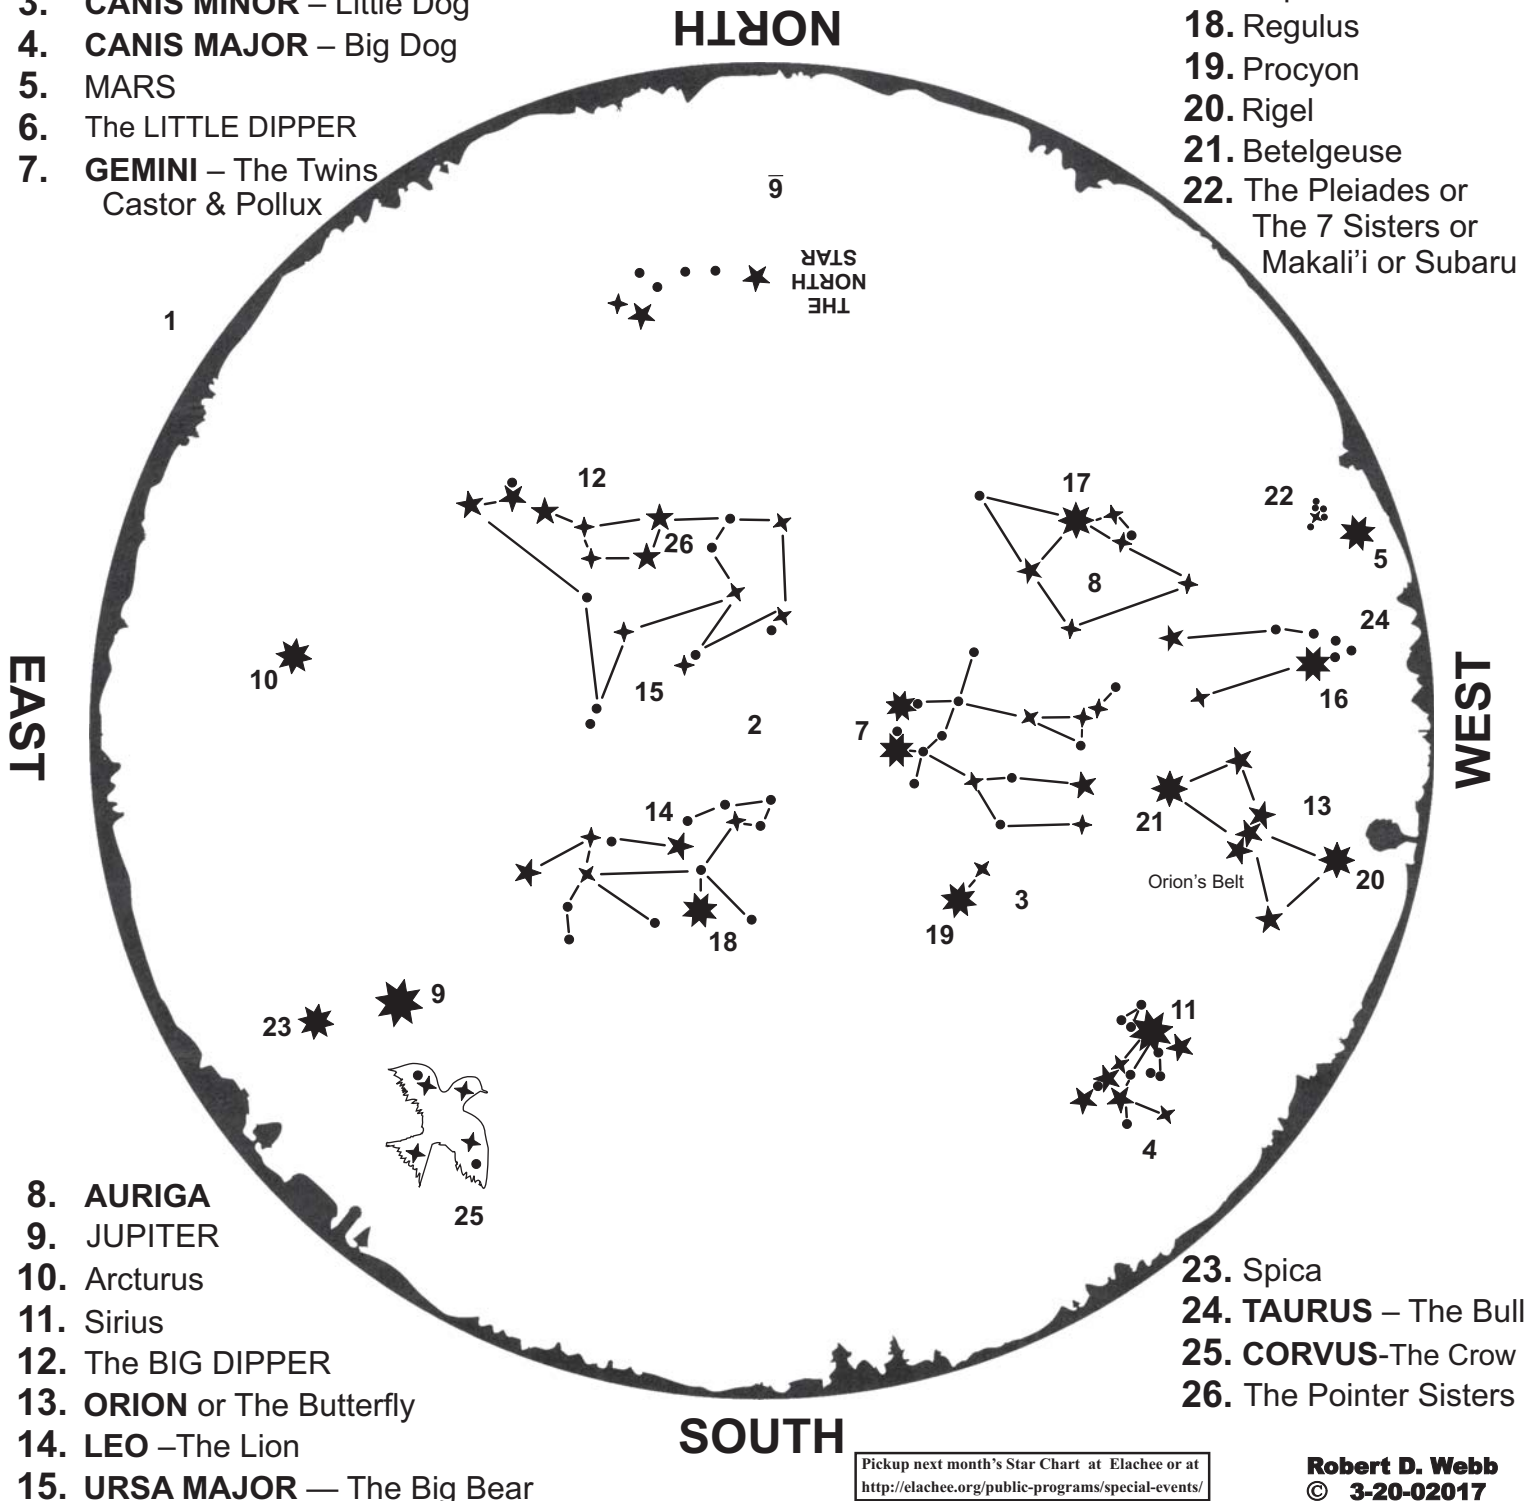 3. CANIS MINOR – Little Dog
4. CANIS MAJOR – Big Dog
5. MARS
6. The LITTLE DIPPER
7. GEMINI – The Twins
Castor & Pollux
NORTH
18. Regulus
19. Procyon
20. Rigel
21. Betelgeuse
22. The Pleiades or
The 7 Sisters or
Makali'i or Subaru
6
THE
NORTH
STAR
1
12
26
17
8
22
5
24
16
10
EAST
15
2
7
WEST
14
18
13
21
Orion's Belt
20
3
19
9
23
11
4
25
8. AURIGA
9. JUPITER
10. Arcturus
11. Sirius
12. The BIG DIPPER
13. ORION or The Butterfly
14. LEO –The Lion
15. URSA MAJOR — The Big Bear
SOUTH
23. Spica
24. TAURUS – The Bull
25. CORVUS-The Crow
26. The Pointer Sisters
Pickup next month's Star Chart at Elachee or at
http://elachee.org/public-programs/special-events/
Robert D. Webb
© 3-20-02017